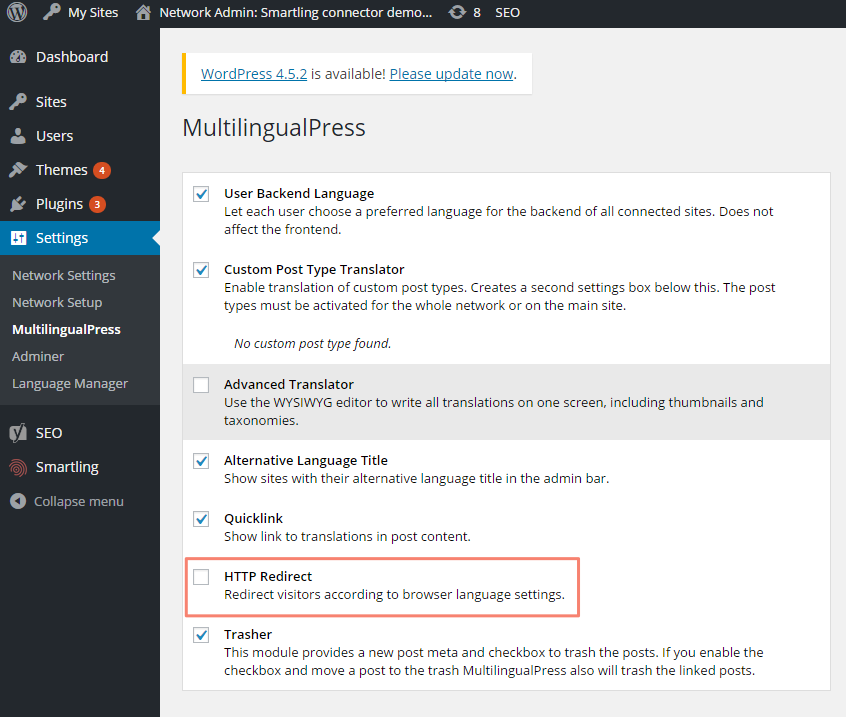 My Sites Network Admin: Smartling connector demo... 8 SEO
Dashboard
Sites
Users
Themes 4
Plugins 3
Settings
Network Settings
Network Setup
MultilingualPress
Adminer
Language Manager
SEO
Smartling
Collapse menu
WordPress 4.5.2 is available! Please update now.
MultilingualPress
User Backend Language
Let each user choose a preferred language for the backend of all connected sites. Does not
affect the frontend.
Custom Post Type Translator
Enable translation of custom post types. Creates a second settings box below this. The post
types must be activated for the whole network or on the main site.
No custom post type found.
Advanced Translator
Use the WYSIWYG editor to write all translations on one screen, including thumbnails and
taxonomies.
Alternative Language Title
Show sites with their alternative language title in the admin bar.
Quicklink
Show link to translations in post content.
HTTP Redirect
Redirect visitors according to browser language settings.
Trasher
This module provides a new post meta and checkbox to trash the posts. If you enable the
checkbox and move a post to the trash MultilingualPress also will trash the linked posts.